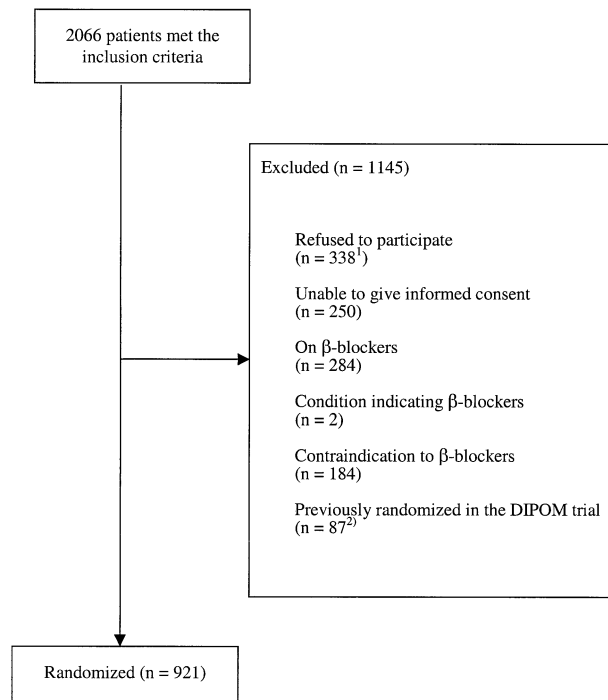 2066 patients met the
inclusion criteria
Excluded (n = 1145)
Refused to participate
(n = 338¹)
Unable to give informed consent
(n = 250)
On β-blockers
(n = 284)
Condition indicating β-blockers
(n = 2)
Contraindication to β-blockers
(n = 184)
Previously randomized in the DIPOM trial
(n = 87²⁾
Randomized (n = 921)